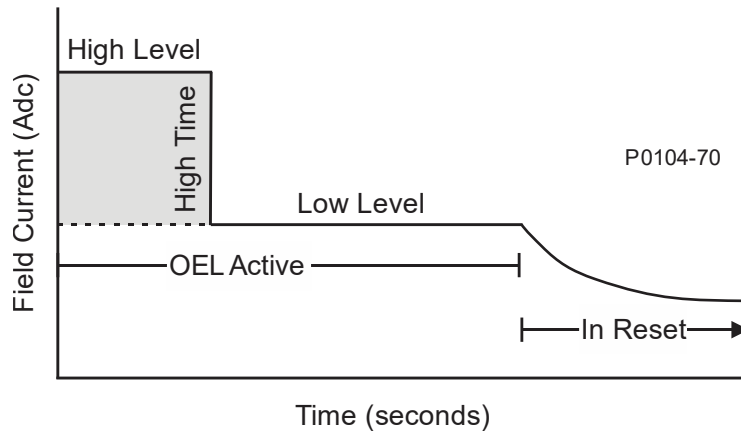 High Level
Field Current (Adc)
High Time
P0104-70
Low Level
OEL Active
In Reset
Time (seconds)